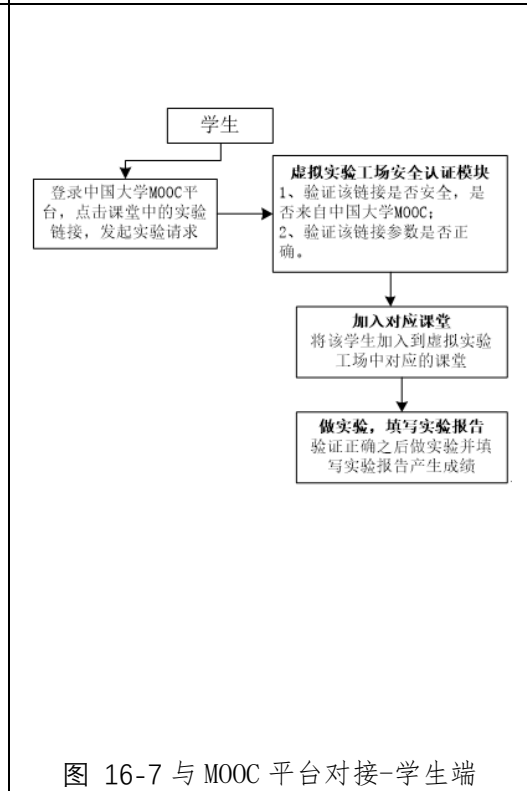 学生
登录中国大学MOOC平
台，点击课堂中的实验
链接，发起实验请求
虚拟实验工场安全认证模块
1、验证该链接是否安全，是
否来自中国大学MOOC；
2、验证该链接参数是否正
确。
加入对应课堂
将该学生加入到虚拟实验
工场中对应的课堂
做实验，填写实验报告
验证正确之后做实验并填
写实验报告产生成绩
图 16-7 与 MOOC 平台对接-学生端